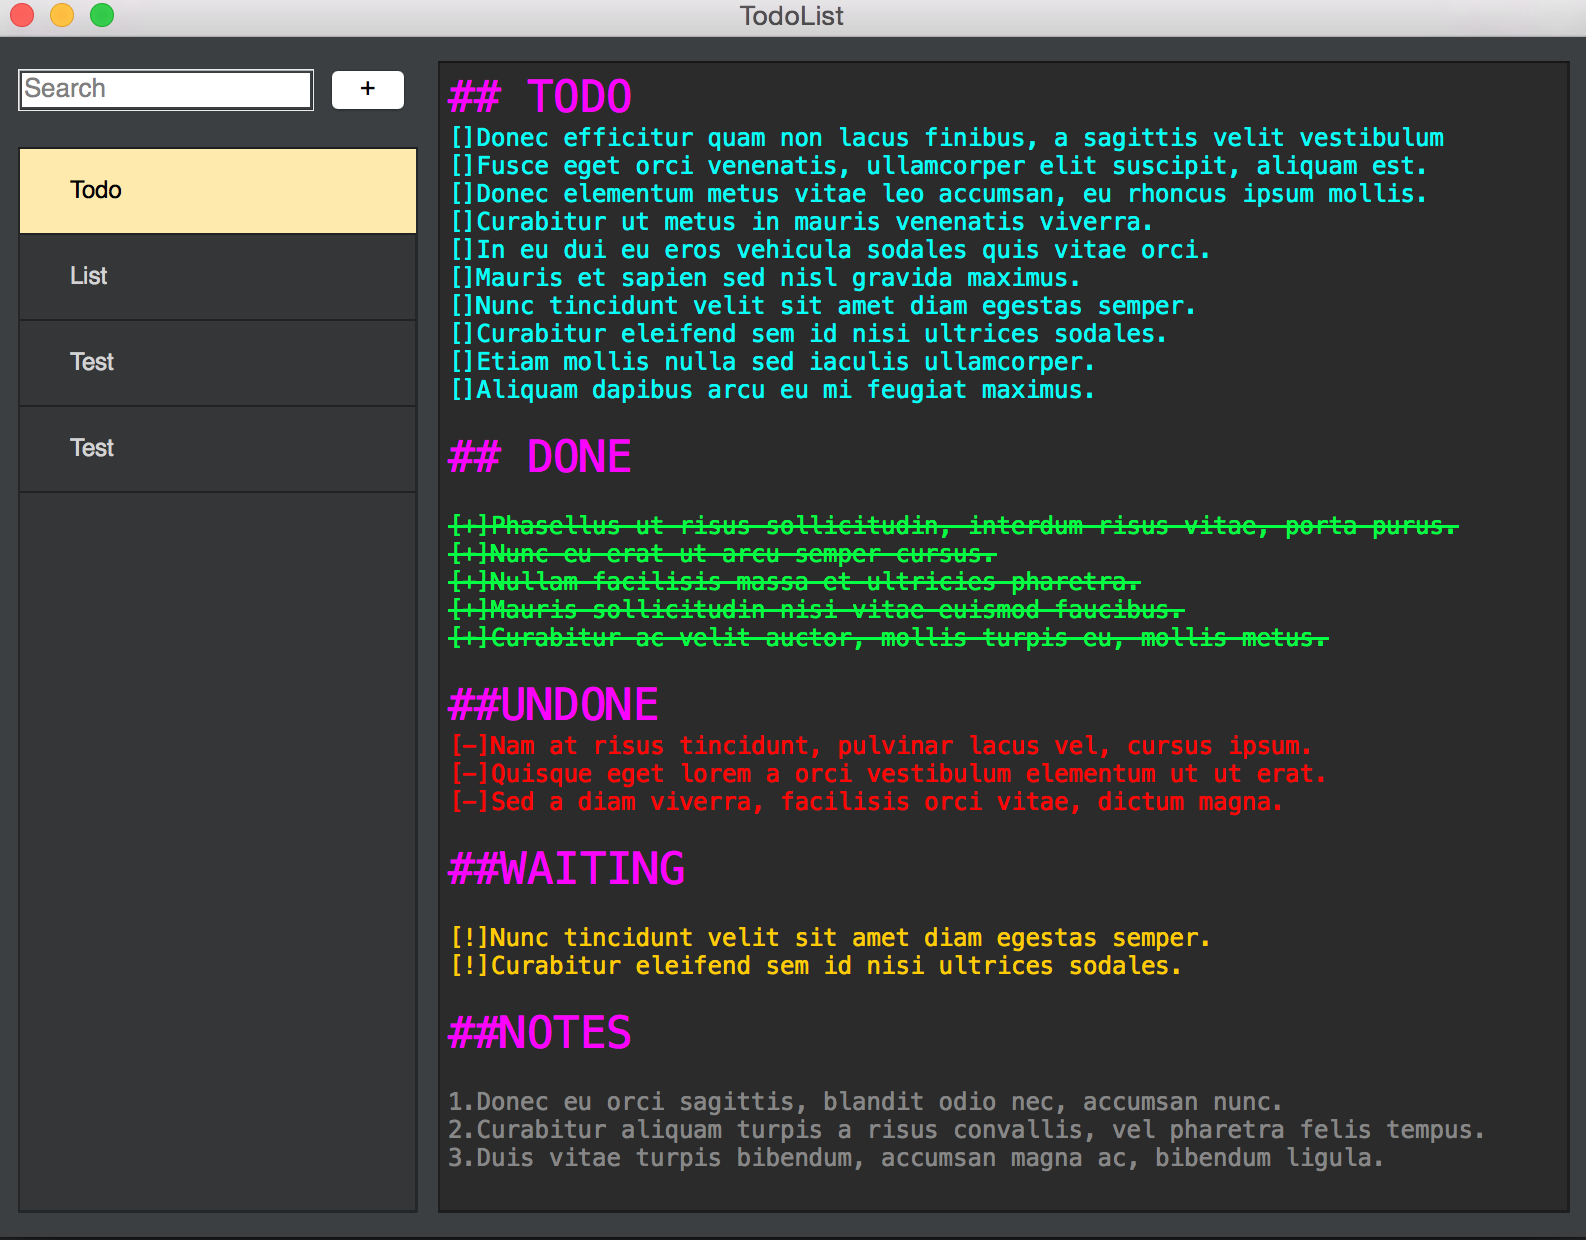 TodoList
Search
+
Todo
List
Test
Test
## TODO
[]Donec efficitur quam non lacus finibus, a sagittis velit vestibulum
[]Fusce eget orci venenatis, ullamcorper elit suscipit, aliquam est.
[]Donec elementum metus vitae leo accumsan, eu rhoncus ipsum mollis.
[]Curabitur ut metus in mauris venenatis viverra.
[]In eu dui eu eros vehicula sodales quis vitae orci.
[]Mauris et sapien sed nisl gravida maximus.
[]Nunc tincidunt velit sit amet diam egestas semper.
[]Curabitur eleifend sem id nisi ultrices sodales.
[]Etiam mollis nulla sed iaculis ullamcorper.
[]Aliquam dapibus arcu eu mi feugiat maximus.
## DONE
[+]Phasellus ut risus sollicitudin, interdum risus vitae, porta purus.
[+]Nunc eu erat ut arcu semper cursus.
[+]Nullam facilisis massa et ultricies pharetra.
[+]Mauris sollicitudin nisi vitae euismod faucibus.
[+]Curabitur ac velit auctor, mollis turpis eu, mollis metus.
##UNDONE
[-]Nam at risus tincidunt, pulvinar lacus vel, cursus ipsum.
[-]Quisque eget lorem a orci vestibulum elementum ut ut erat.
[-]Sed a diam viverra, facilisis orci vitae, dictum magna.
##WAITING
[!]Nunc tincidunt velit sit amet diam egestas semper.
[!]Curabitur eleifend sem id nisi ultrices sodales.
##NOTES
1.Donec eu orci sagittis, blandit odio nec, accumsan nunc.
2.Curabitur aliquam turpis a risus convallis, vel pharetra felis tempus.
3.Duis vitae turpis bibendum, accumsan magna ac, bibendum ligula.